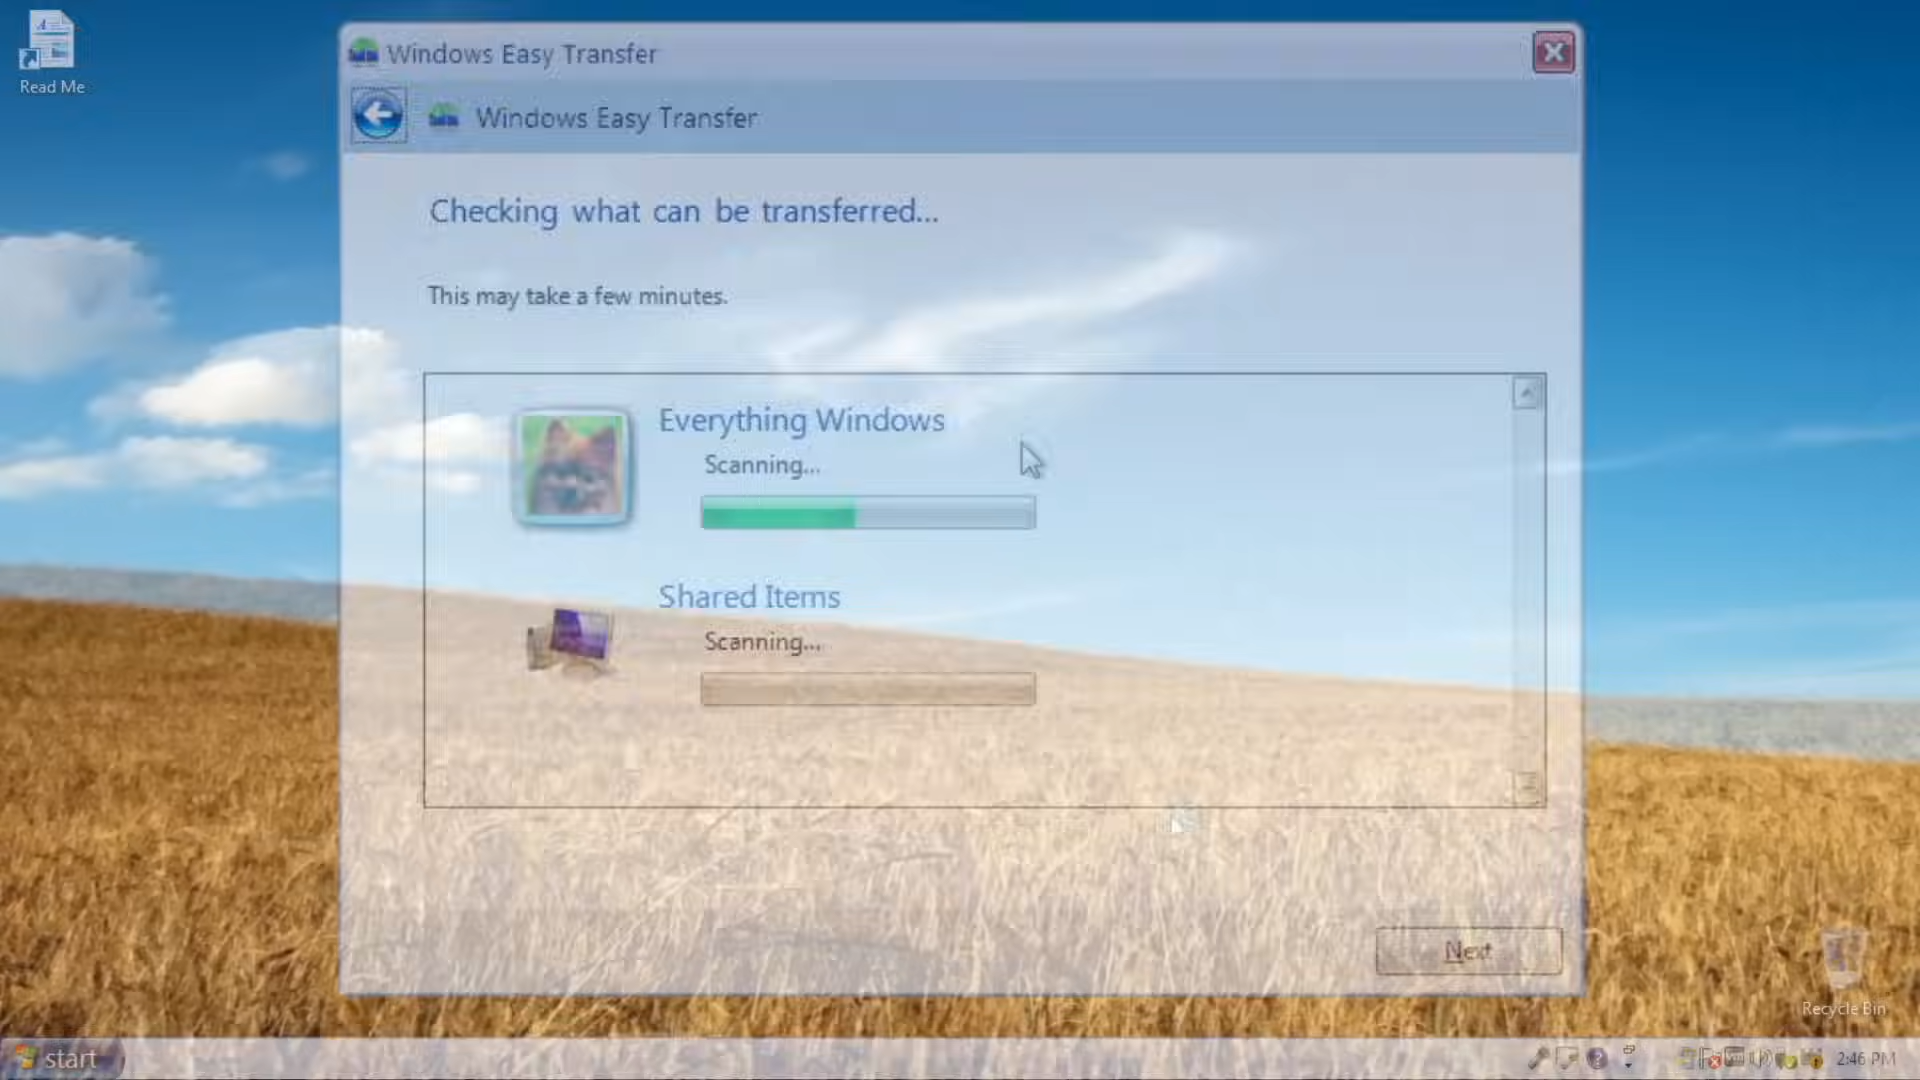 Windows Easy Transfer
Read Me
Windows Easy Transfer
Checking what can be transferred...
This may take a few minutes.
Everything Windows
Scanning...
Shared Items
Scanning...
Next
Recycle Bin
start
2:46 PM